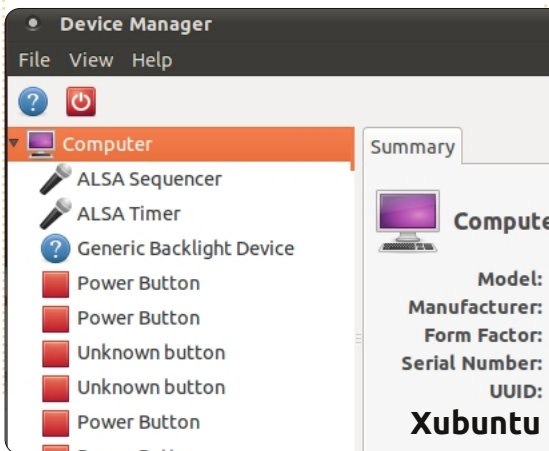 Device Manager
File View Help
Computer
ALSA Sequencer
ALSA Timer
Generic Backlight Device
Power Button
Power Button
Unknown button
Unknown button
Power Button
Summary
Model:
Manufacturer:
Form Factor:
Serial Number:
UUID:
Xubuntu